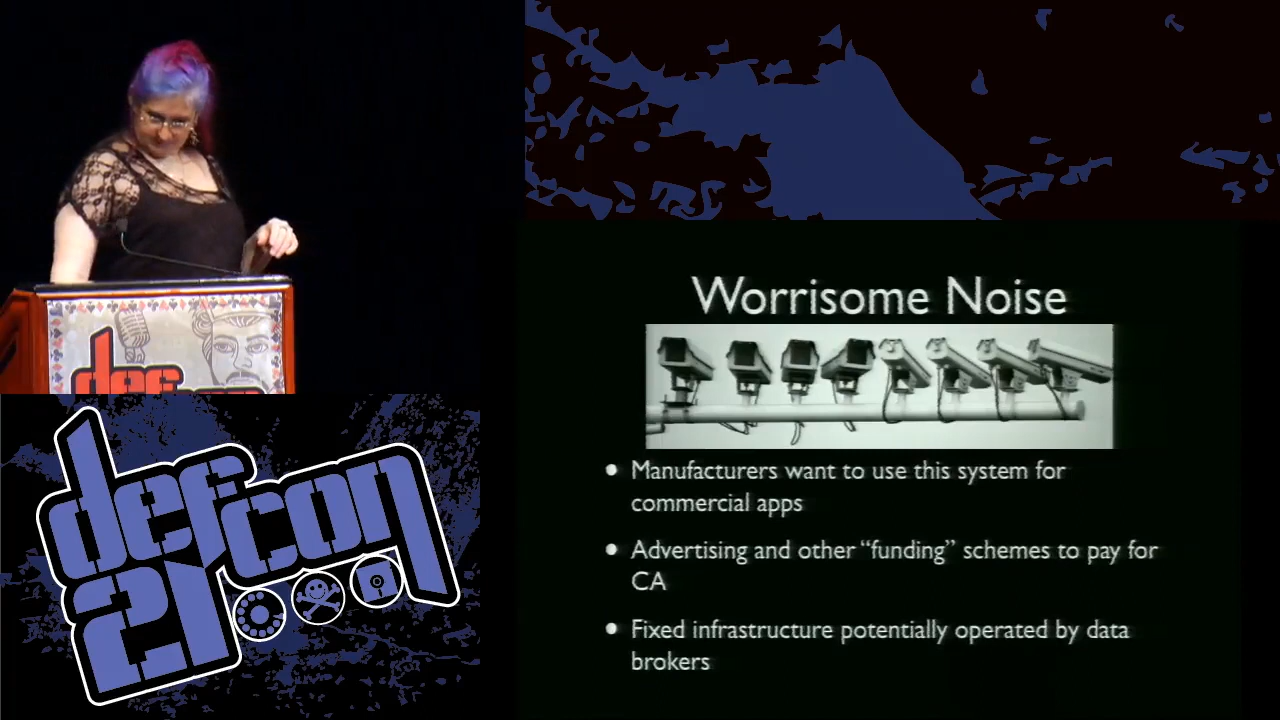 def
Worrisome Noise
Manufacturers want to use this system for
commercial apps
Advertising and other “funding” schemes to pay for
CA
Fixed infrastructure potentially operated by data
brokers
defcon
21